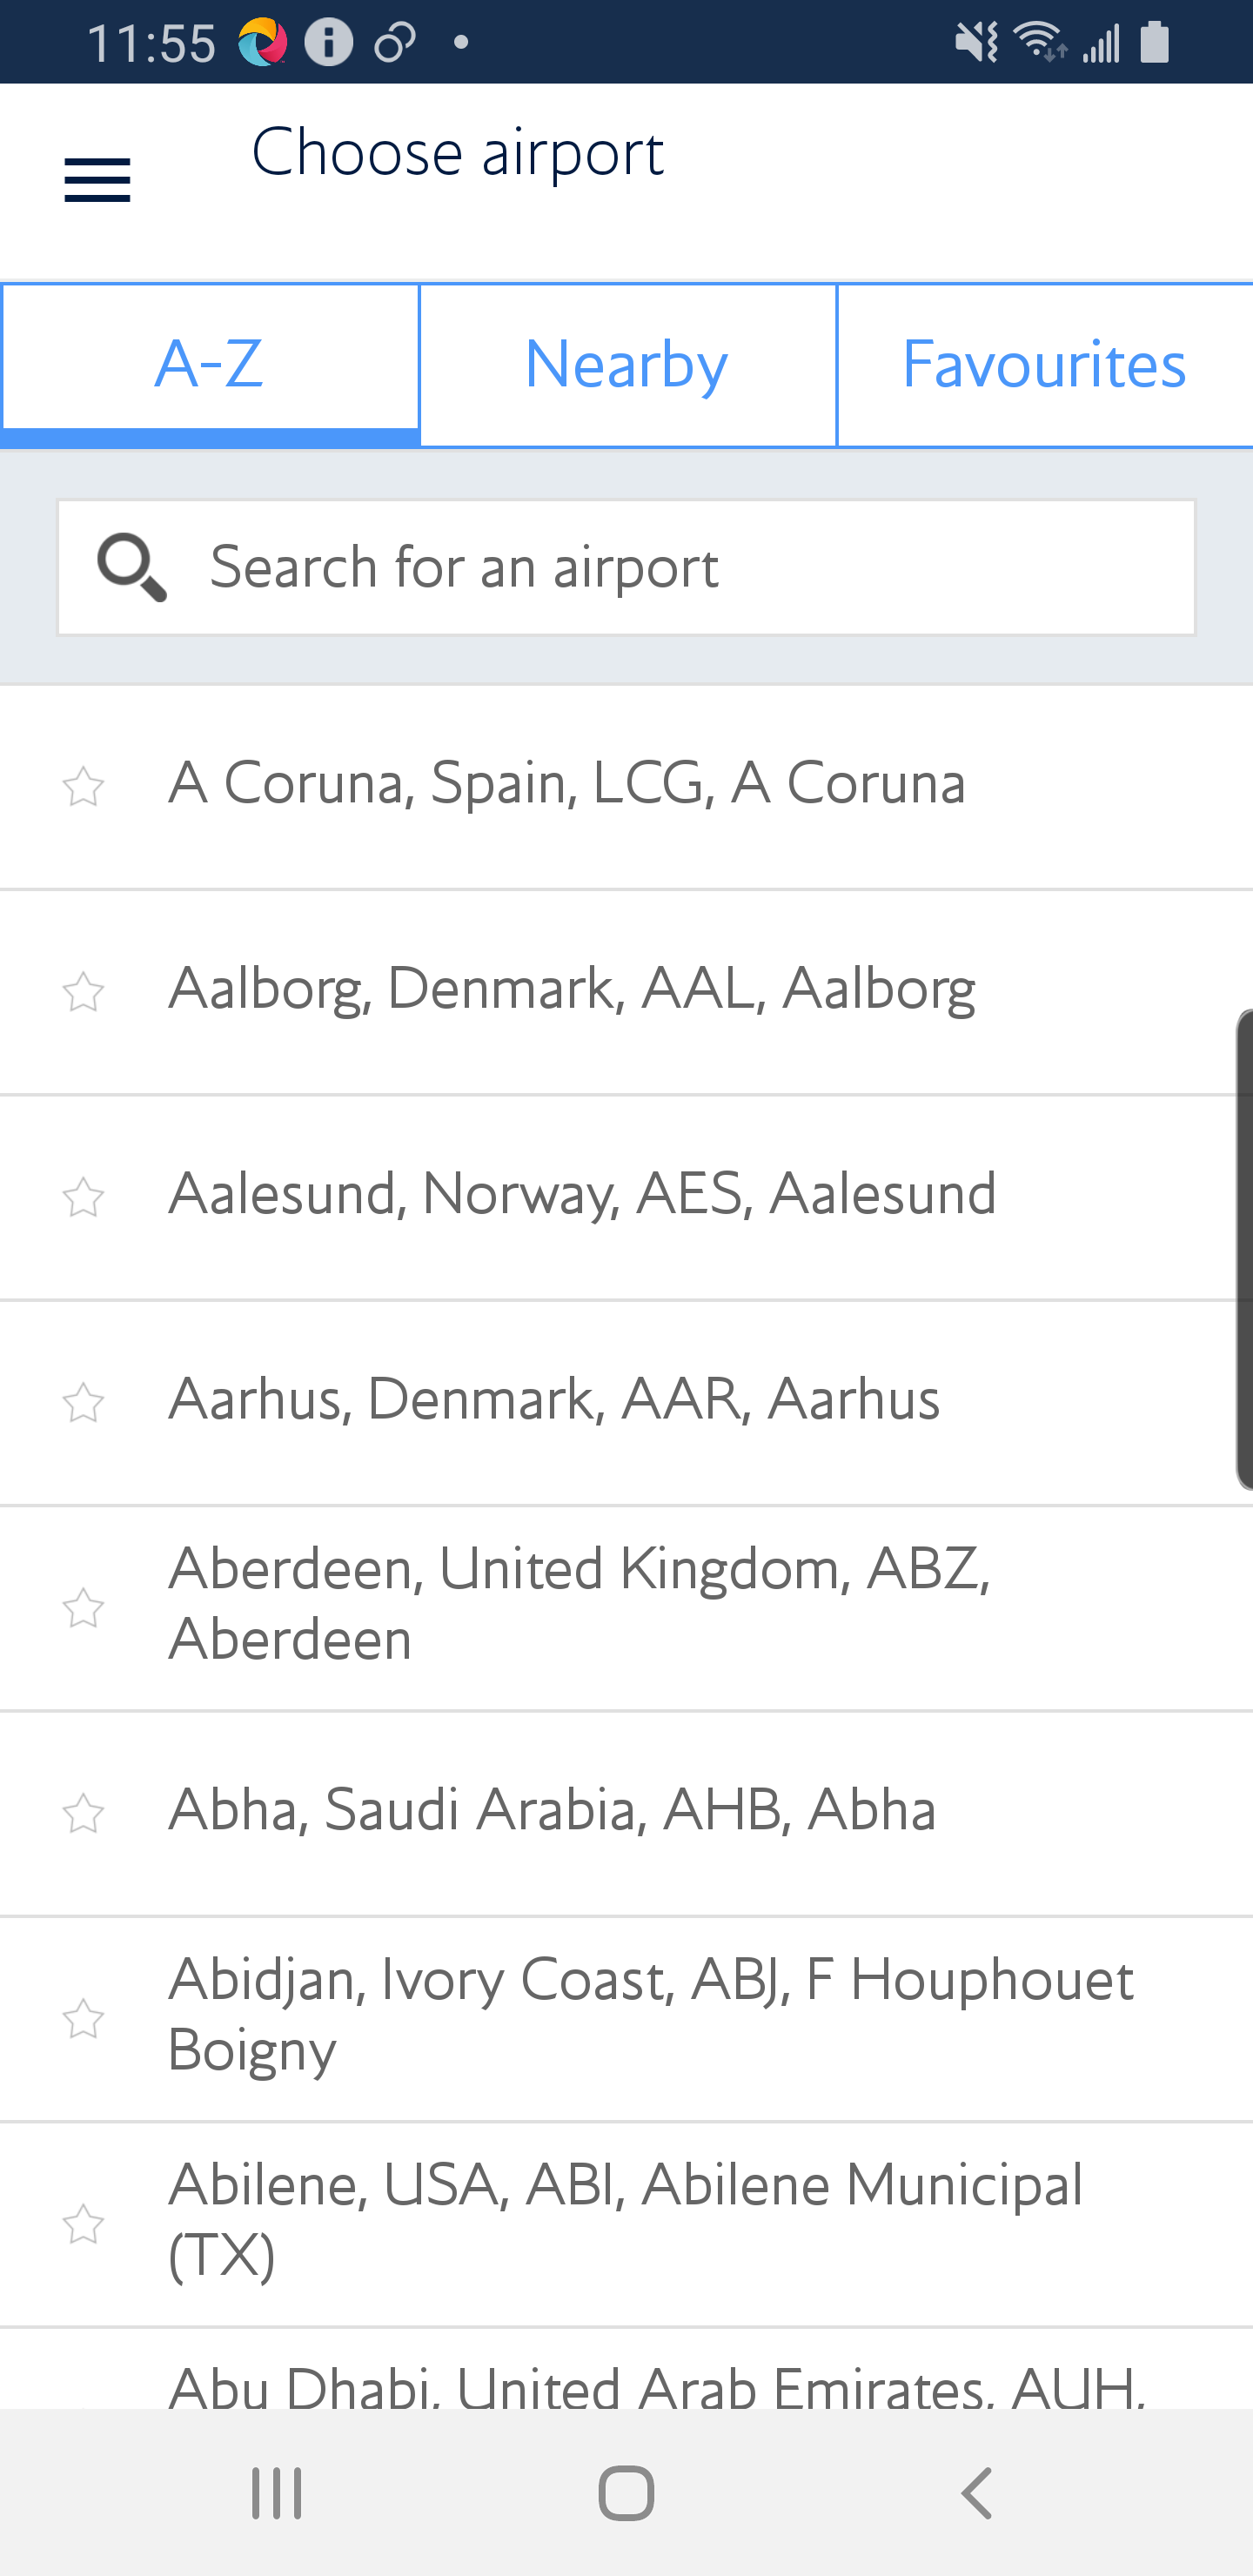 11:55
Choose airport
A-Z
Nearby
Favourites
Search for an airport
A Coruna, Spain, LCG, A Coruna
Aalborg, Denmark, AAL, Aalborg
Aalesund, Norway, AES, Aalesund
Aarhus, Denmark, AAR, Aarhus
Aberdeen, United Kingdom, ABZ,
Aberdeen
Abha, Saudi Arabia, AHB, Abha
Abidjan, Ivory Coast, ABJ, F Houphouet
Boigny
Abilene, USA, ABI, Abilene Municipal
(TX)
Abu Dhabi, United Arab Emirates, AUH,